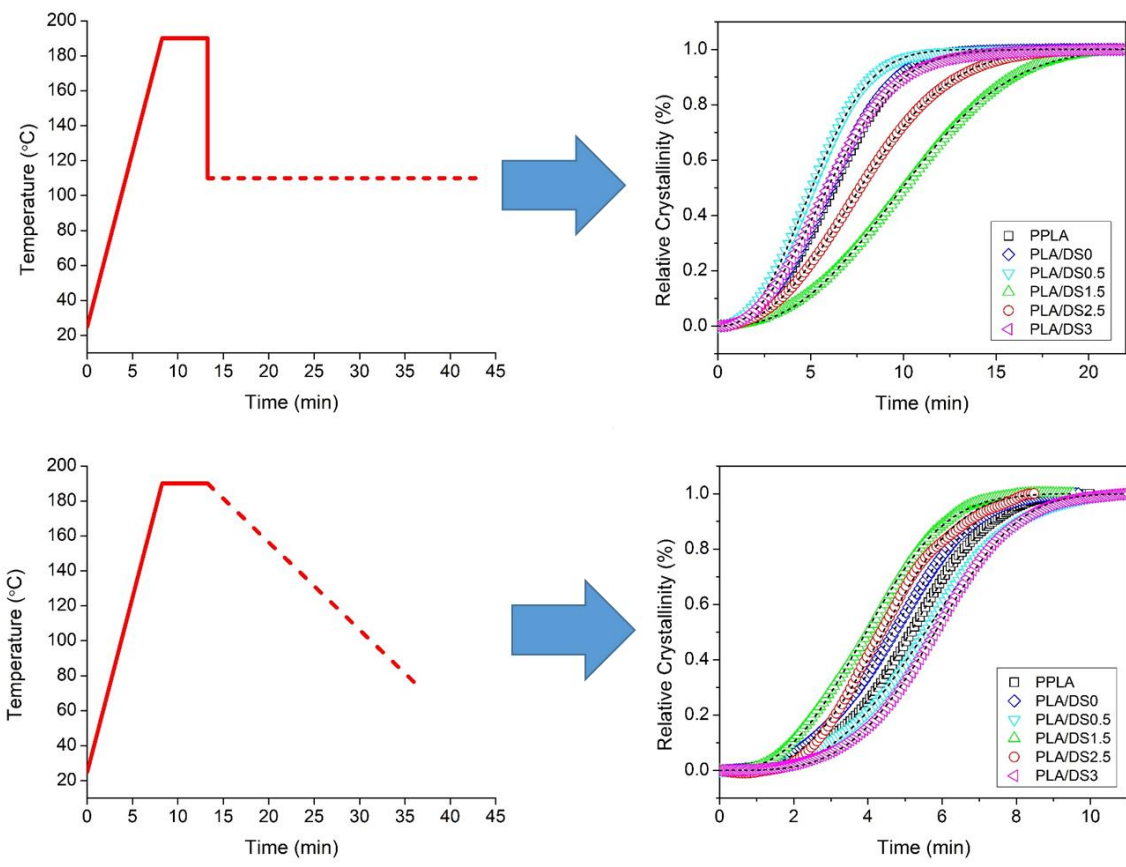 200
180
160
140
120
100
80
60
40
20
Temperature (°C)
0 5 10 15 20 25 30 35 40 45
Time (min)
1.0
0.8
0.6
0.4
0.2
0.0
Relative Crystallinity (%)
PPLA
PLA/DS0
PLA/DS0.5
PLA/DS1.5
PLA/DS2.5
PLA/DS3
5 10 15 20
Time (min)
200
180
160
140
120
100
80
60
40
20
Temperature (°C)
0 5 10 15 20 25 30 35 40 45
Time (min)
1.0
0.8
0.6
0.4
0.2
0.0
Relative Crystallinity (%)
PPLA
PLA/DS0
PLA/DS0.5
PLA/DS1.5
PLA/DS2.5
PLA/DS3
0 2 4 6 8 10
Time (min)